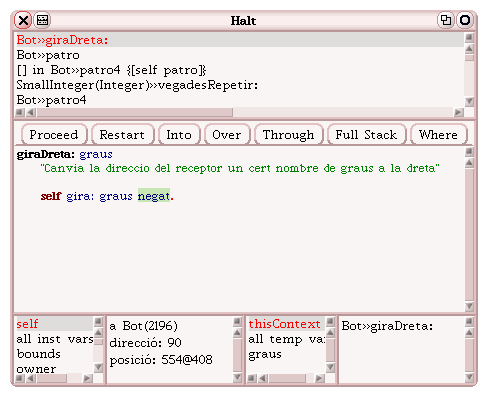 Halt
Bot»giraDreta:
Bot»patro
[] in Bot»patro4 {[self patro]}
SmallInteger(Integer)»vegadesRepetir:
Bot»patro4
Proceed Restart Into Over Through Full Stack Where
giraDreta: graus
"Canvia la direccio del receptor un cert nombre de graus a la dreta"
self gira: graus negat.
self
all inst vars
bounds
owner
a Bot(2196)
direcció: 90
posició: 554@408
thisContext
all temp va
graus
Bot»giraDreta: